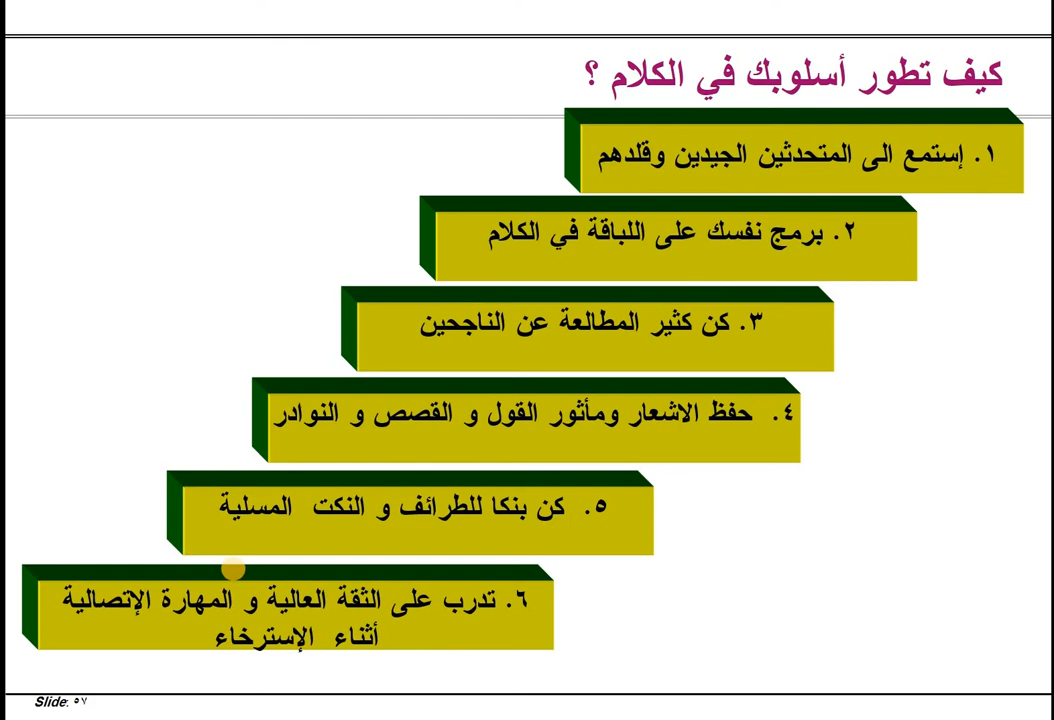 كيف تطور أسلوبك في الكلام ؟
١. إستمع الى المتحدثين الجيدين وقلدهم
٢. برمج نفسك على اللباقة في الكلام
٣. كن كثير المطالعة عن الناجحين
٤. حفظ الاشعار ومأثور القول و القصص و النوادر
٥. كن بنكا للطرائف و النكت المسلية
٦. تدرب على الثقة العالية و المهارة الإتصالية
أثناء الإسترخاء
Slide: ٥٧